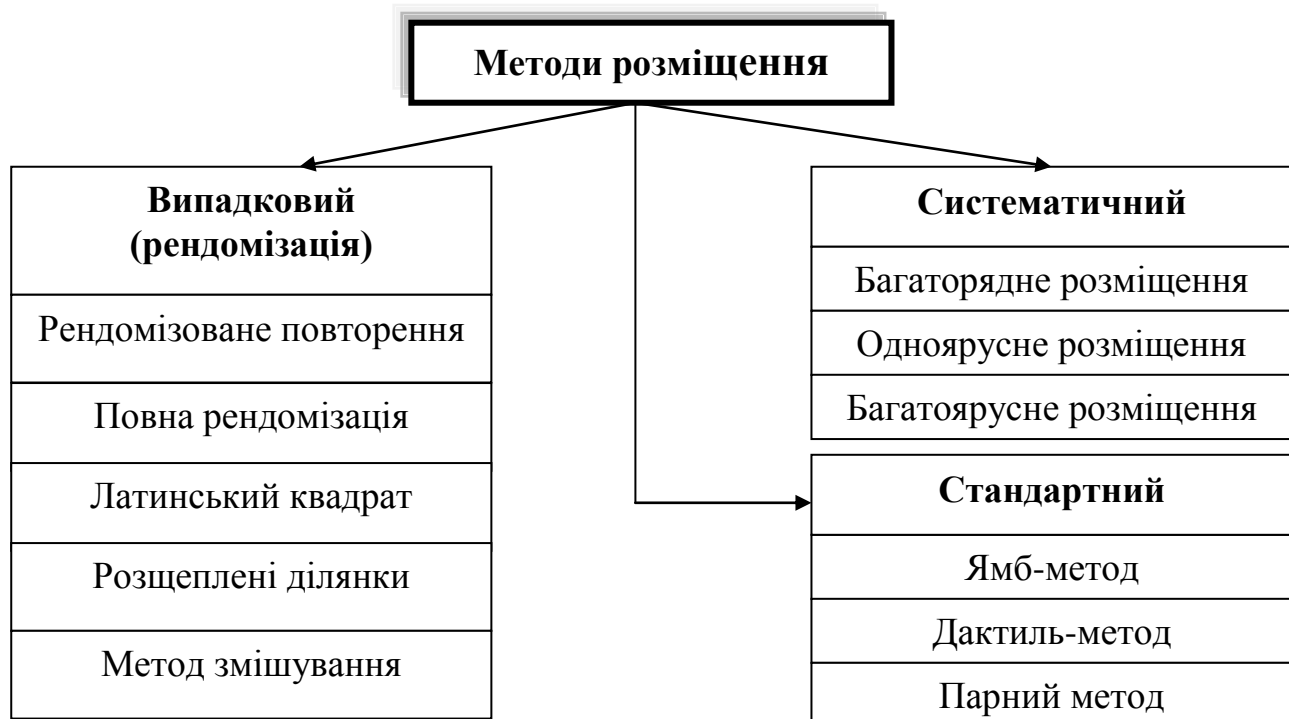 Методи розміщення
Випадковий
(рендомізація)
Рендомізоване повторення
Повна рендомізація
Латинський квадрат
Розщеплені ділянки
Метод змішування
Систематичний
Багаторядне розміщення
Одноярусне розміщення
Багатоярусне розміщення
Стандартний
Ямб-метод
Дактиль-метод
Парний метод